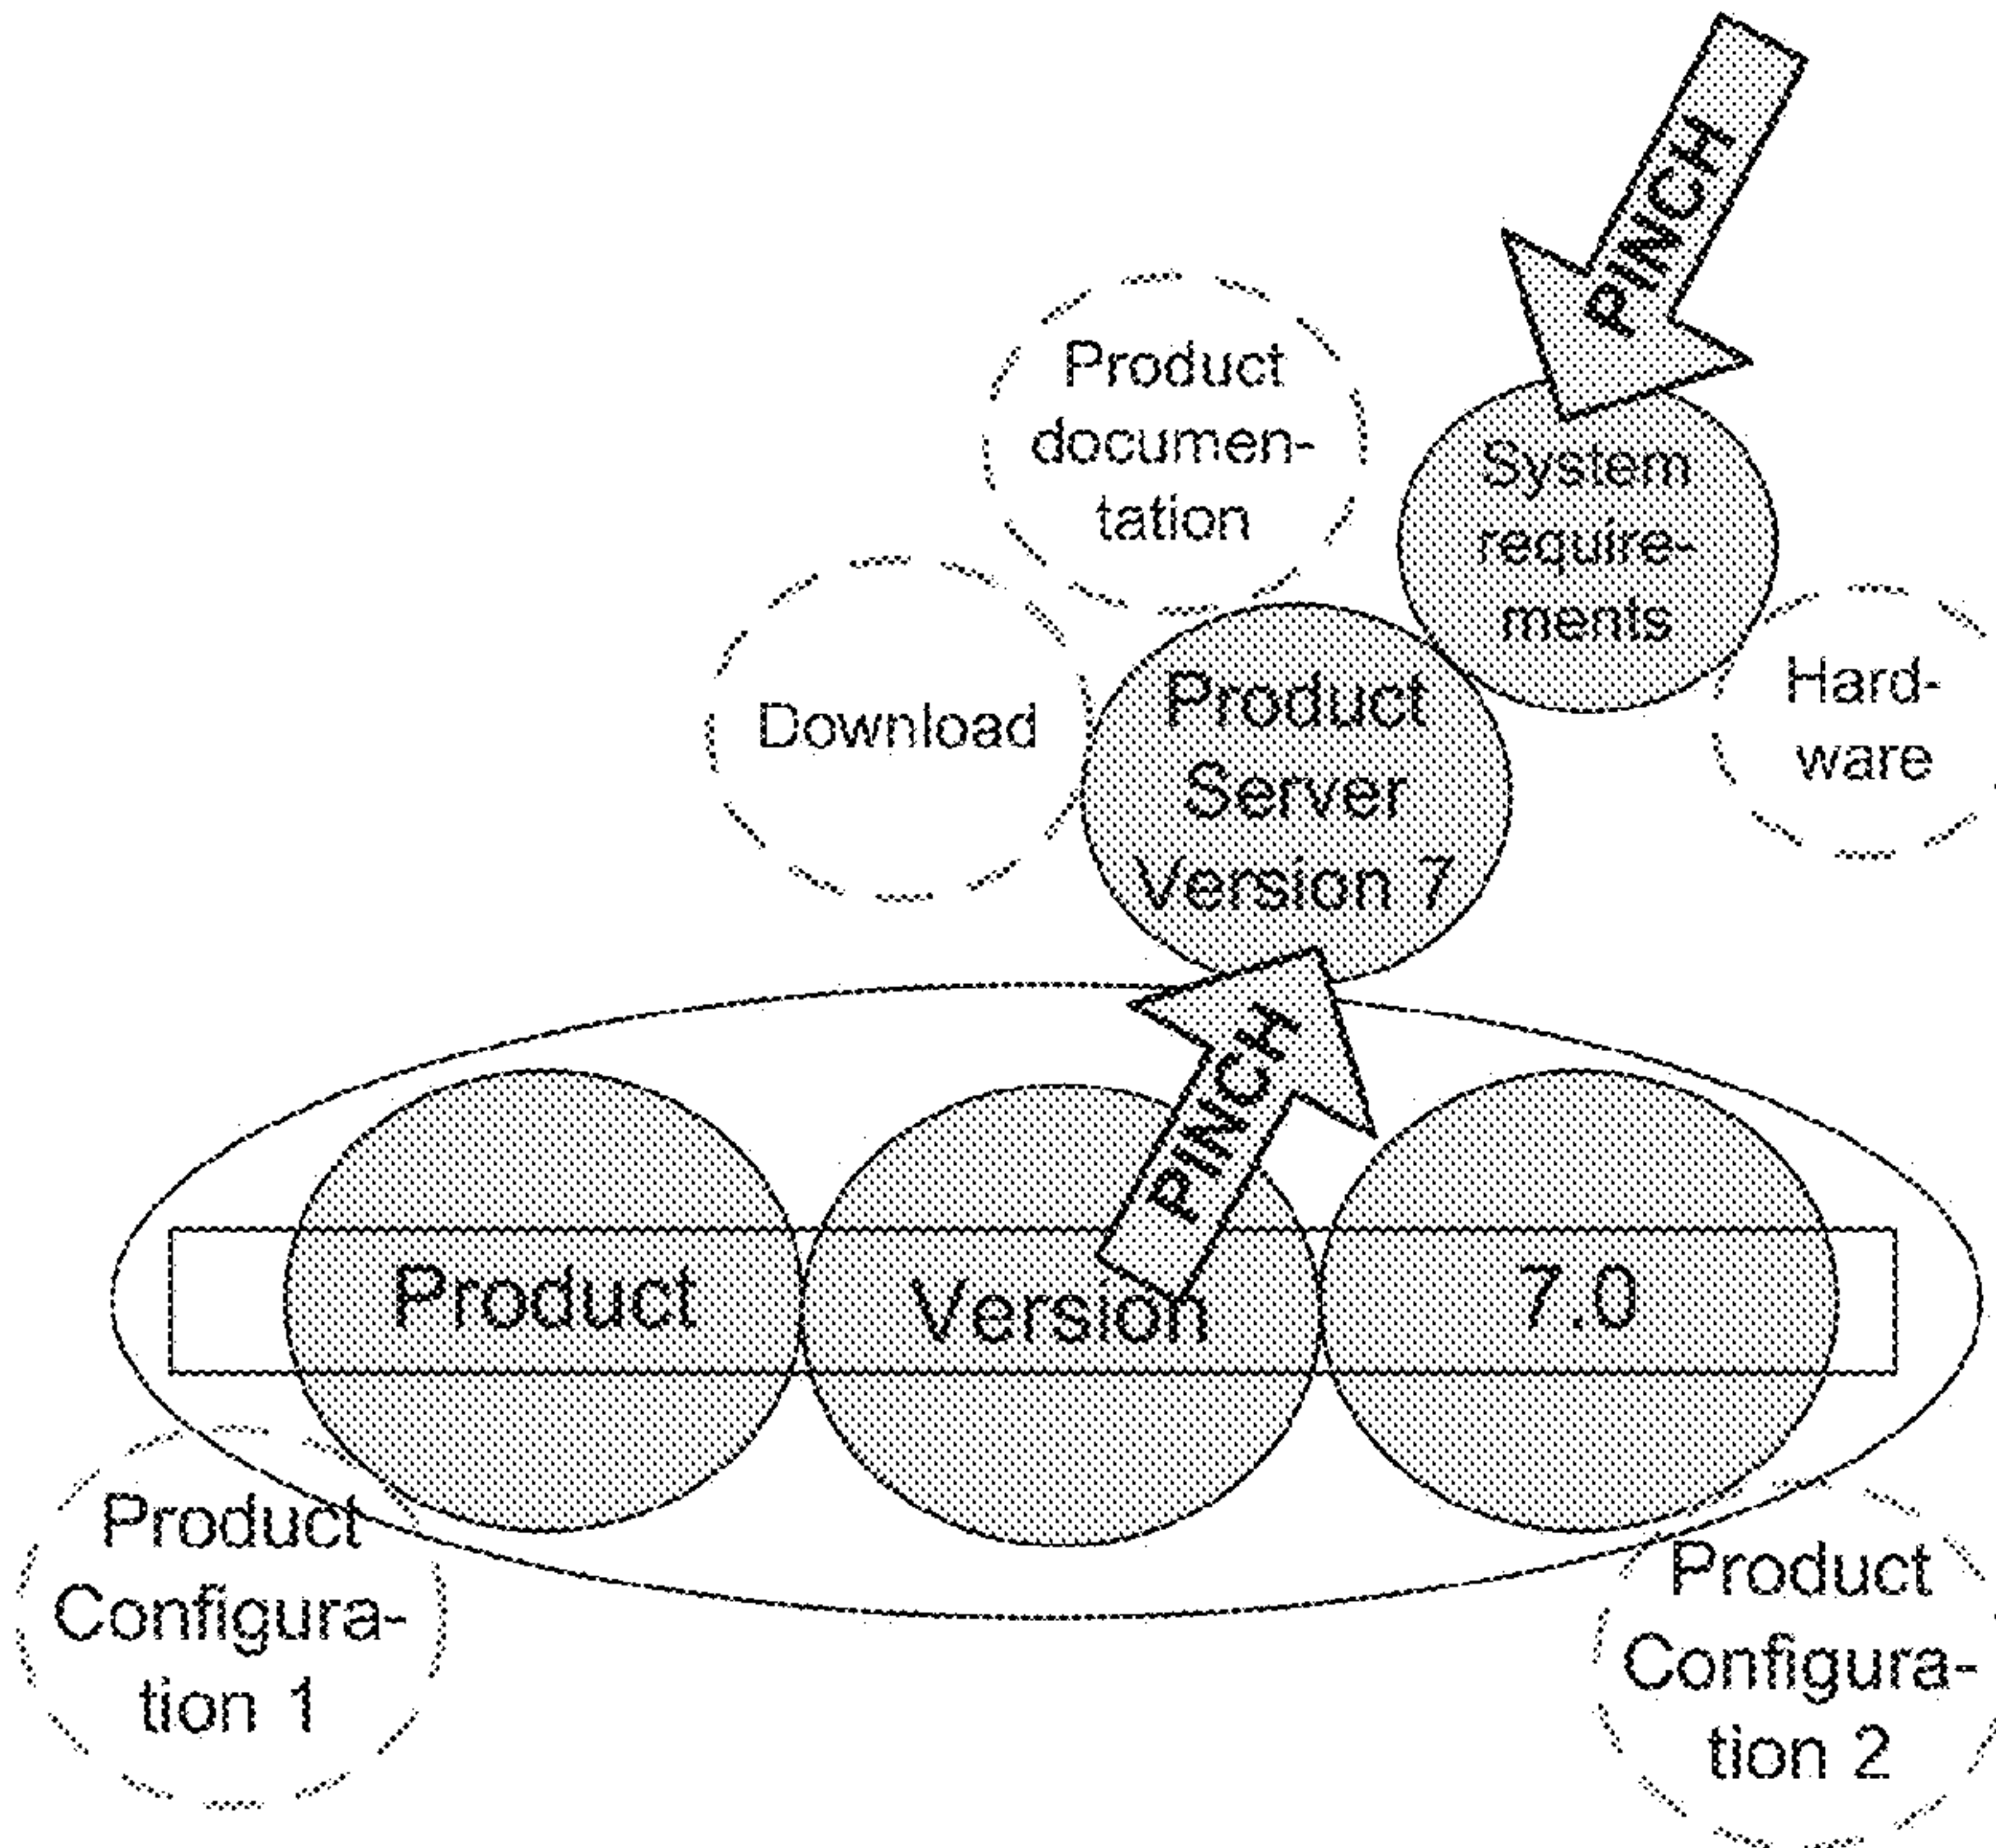 PINCH
Product
documen-
tation
System
require-
ments
Download
Product
Server
Version 7
Hard-
ware
PINCH
Product
Version
7.0
Product
Configura-
tion 1
Product
Configura-
tion 2